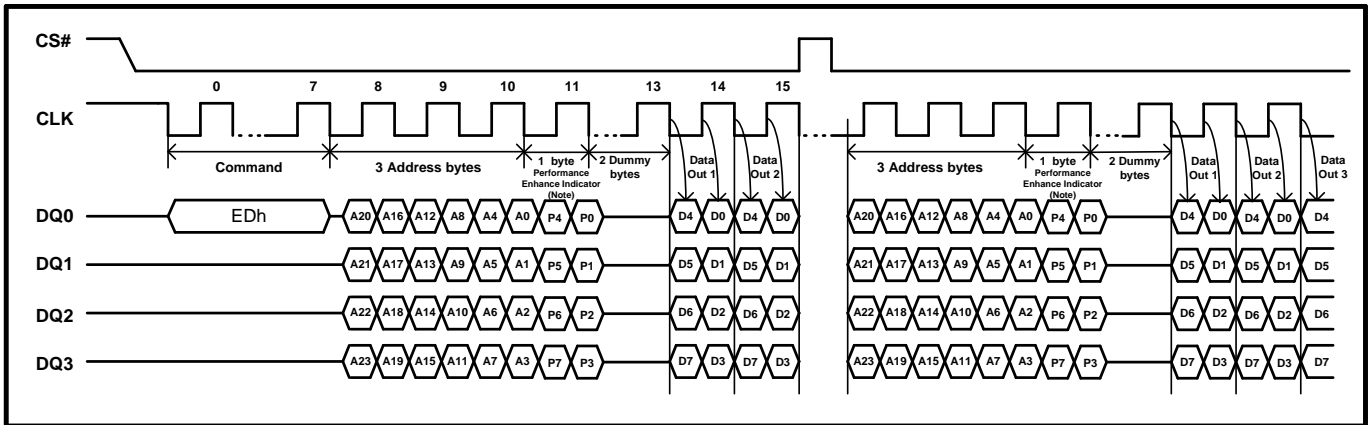 CS#
0 7 8 9 10 11 13 14 15
CLK
Command 3 Address bytes 1 byte Performance Enhance Indicator (Note) 2 Dummy bytes Data Out 1 Data Out 2 3 Address bytes 1 byte Performance Enhance Indicator (Note) 2 Dummy bytes Data Out 1 Data Out 2 Data Out 3
DQ0 EDh A20 A16 A12 A8 A4 A0 P4 P0 D4 D0 D4 D0 A20 A16 A12 A8 A4 A0 P4 P0 D4 D0 D4 D0 D4
DQ1 A21 A17 A13 A9 A5 A1 P5 P1 D5 D1 D5 D1 A21 A17 A13 A9 A5 A1 P5 P1 D5 D1 D5 D1 D5
DQ2 A22 A18 A14 A10 A6 A2 P6 P2 D6 D2 D6 D2 A22 A18 A14 A10 A6 A2 P6 P2 D6 D2 D6 D2 D6
DQ3 A23 A19 A15 A11 A7 A3 P7 P3 D7 D3 D7 D3 A23 A19 A15 A11 A7 A3 P7 P3 D7 D3 D7 D3 D7